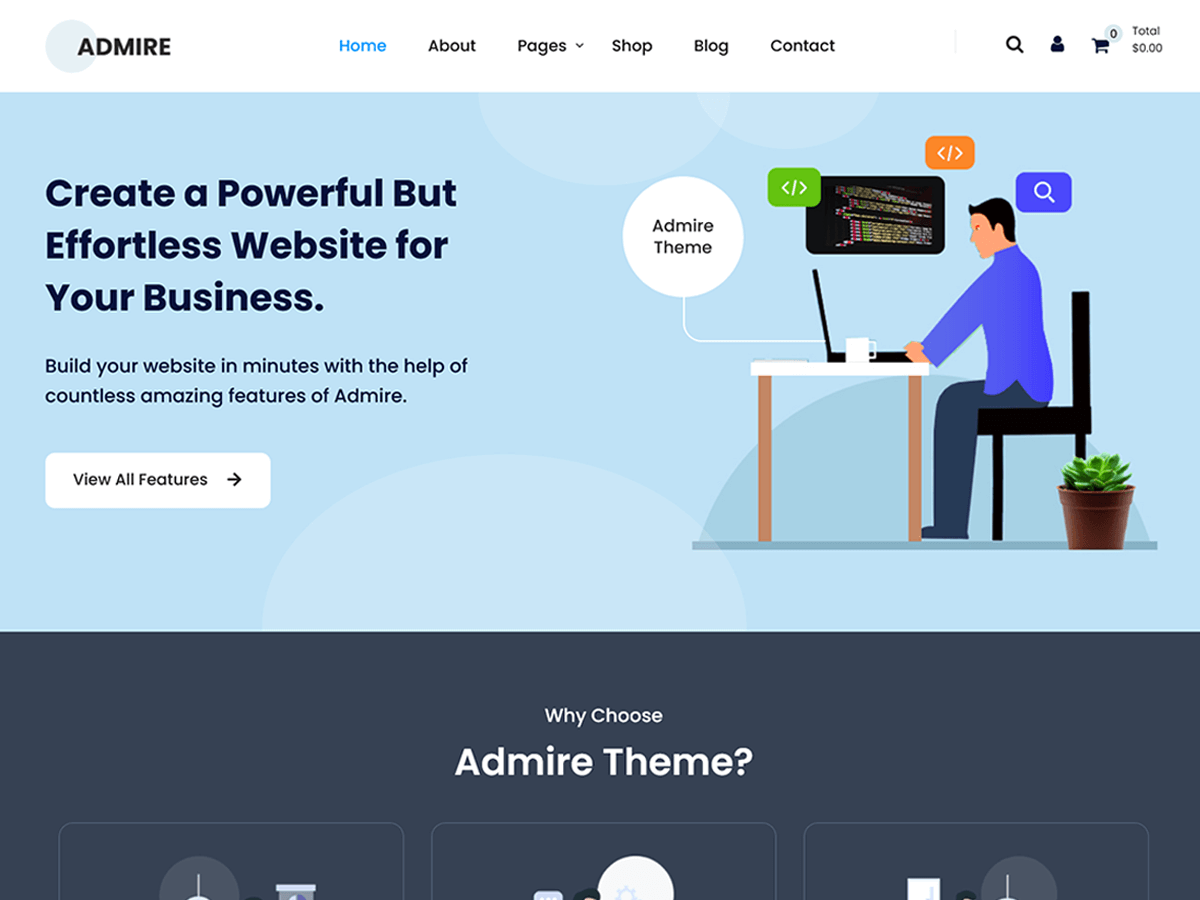 ADMIRE
Home
About
Pages
Shop
Blog
Contact
0
Total
$0.00
Create a Powerful But
Effortless Website for
Your Business.
Build your website in minutes with the help of
countless amazing features of Admire.
View All Features
Admire
Theme
</>
</>
Why Choose
Admire Theme?